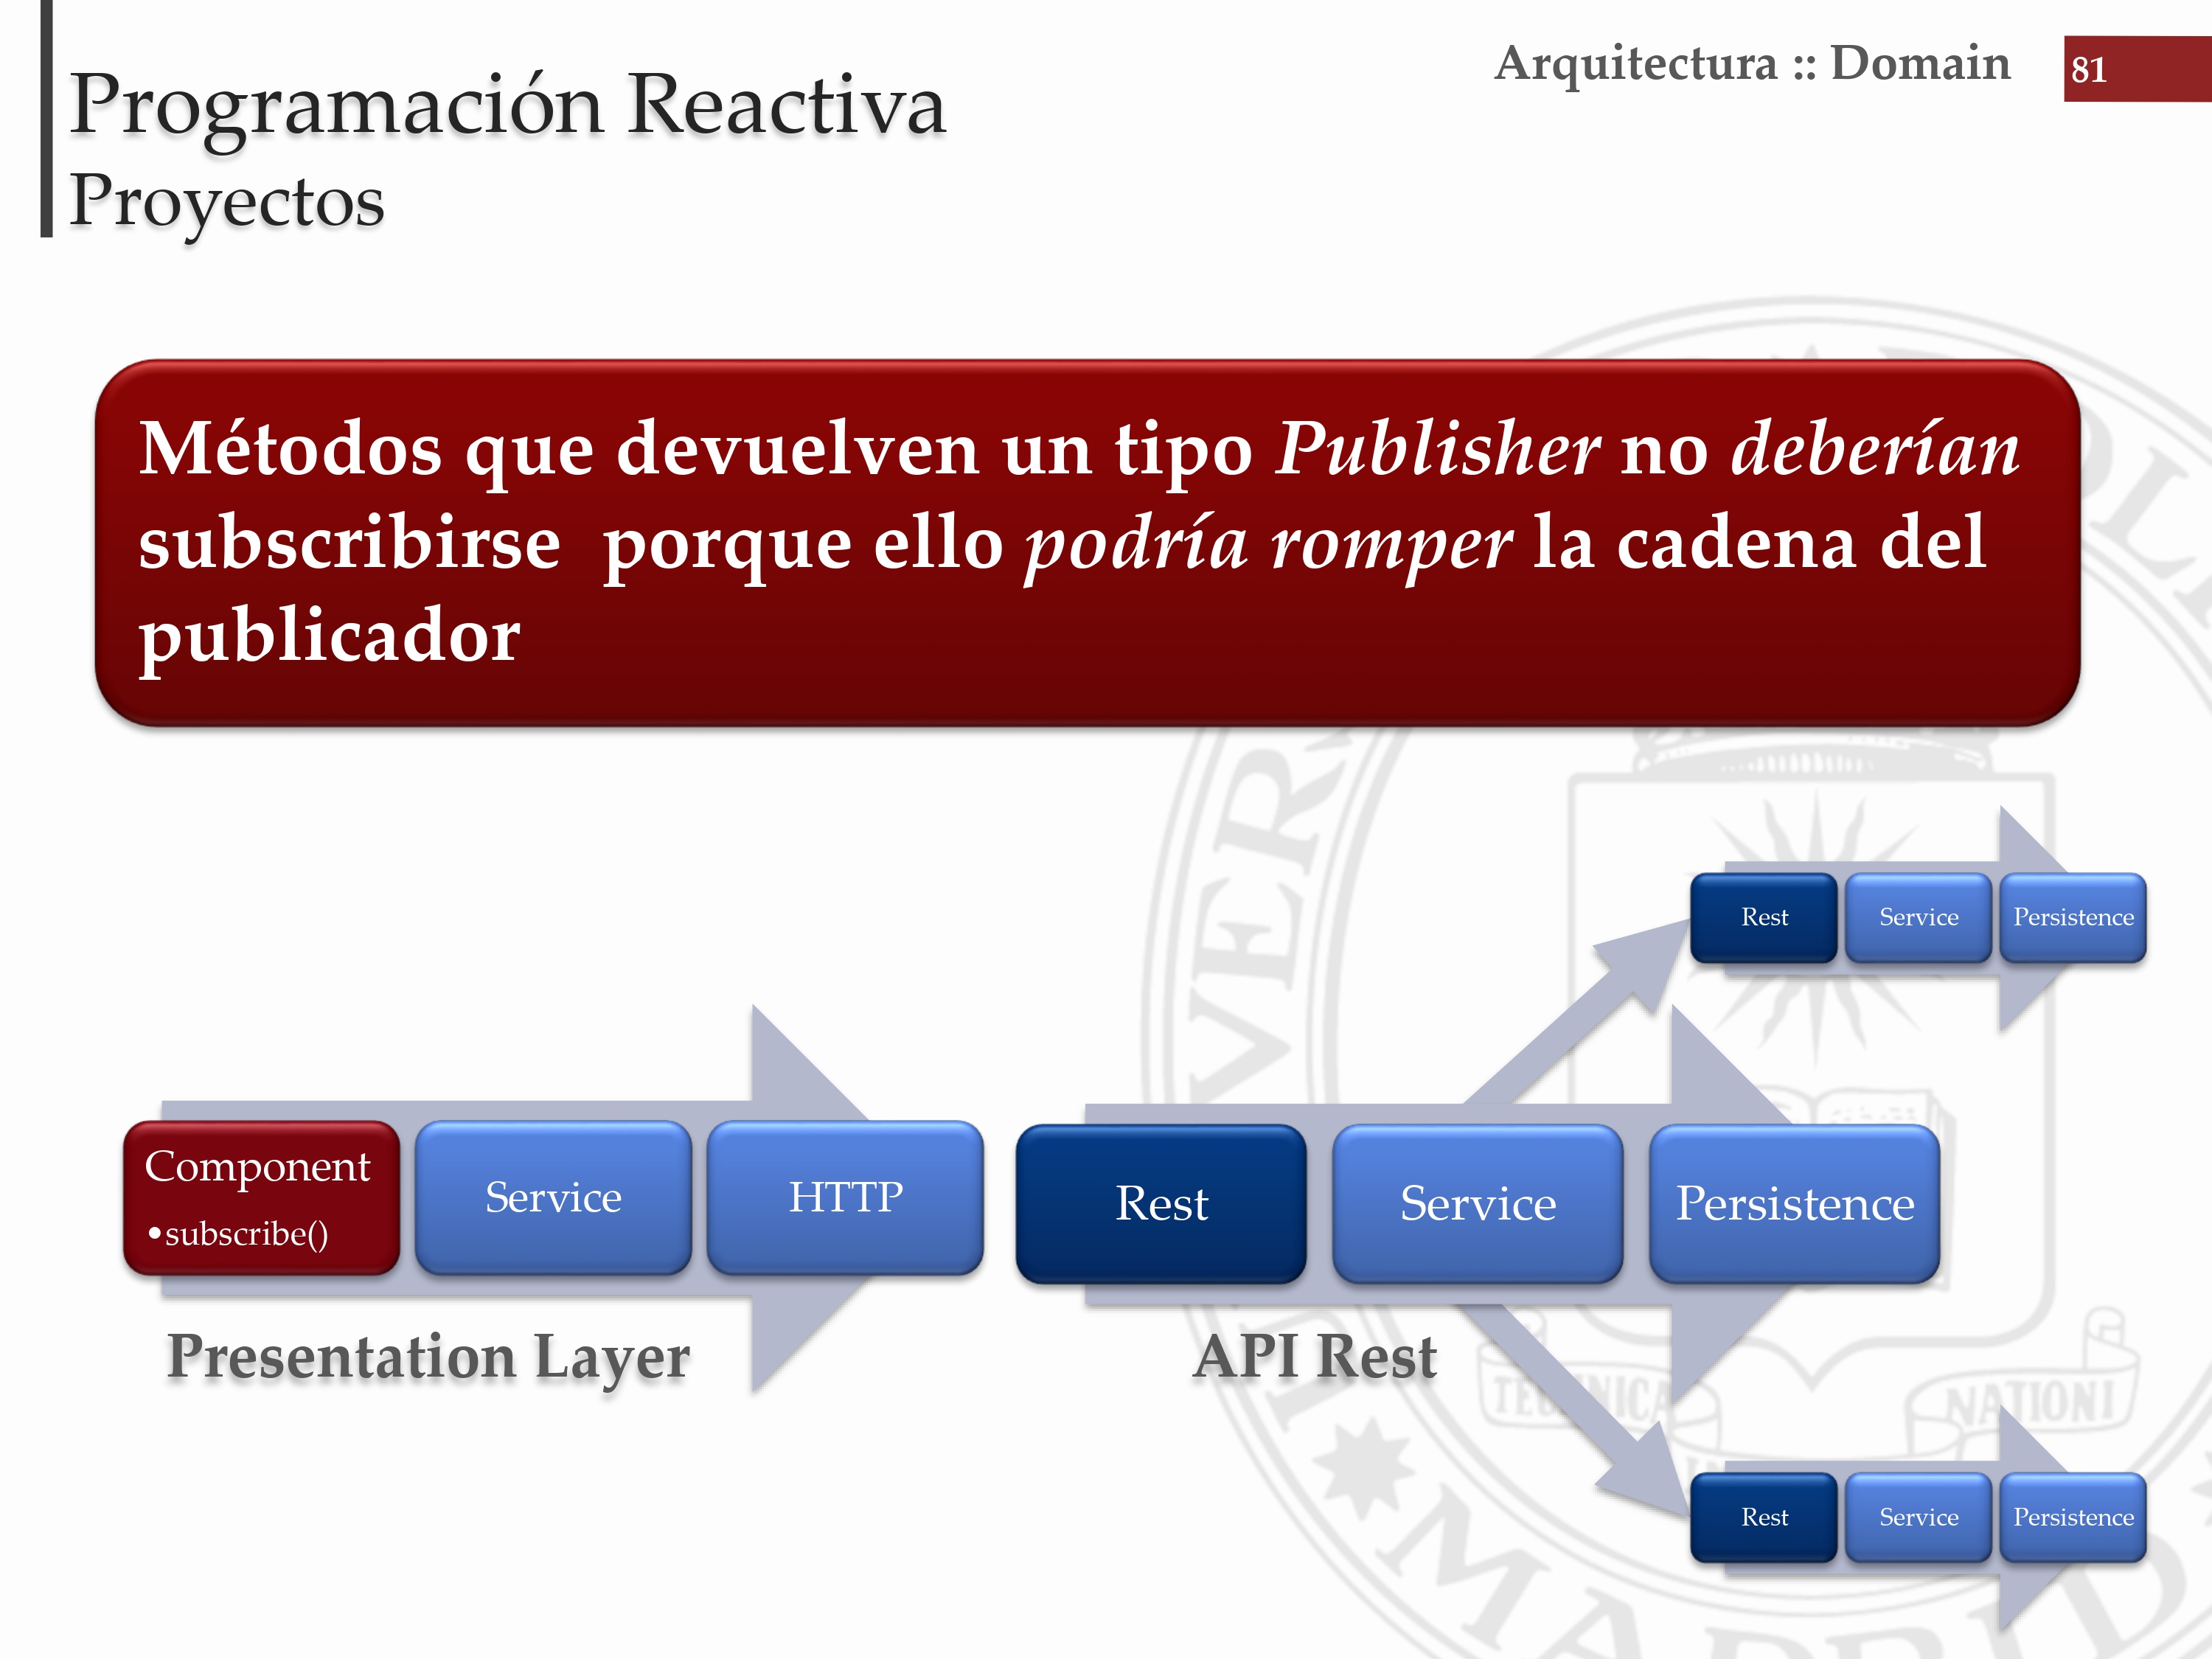 Programación Reactiva
Proyectos
Arquitectura :: Domain
81
Métodos que devuelven un tipo Publisher no deberían
subscribirse  porque ello podría romper la cadena del
publicador
Rest
Service
Persistence
Component
•subscribe()
Service
HTTP
Rest
Service
Persistence
Presentation Layer
API Rest
Rest
Service
Persistence
NATIONI